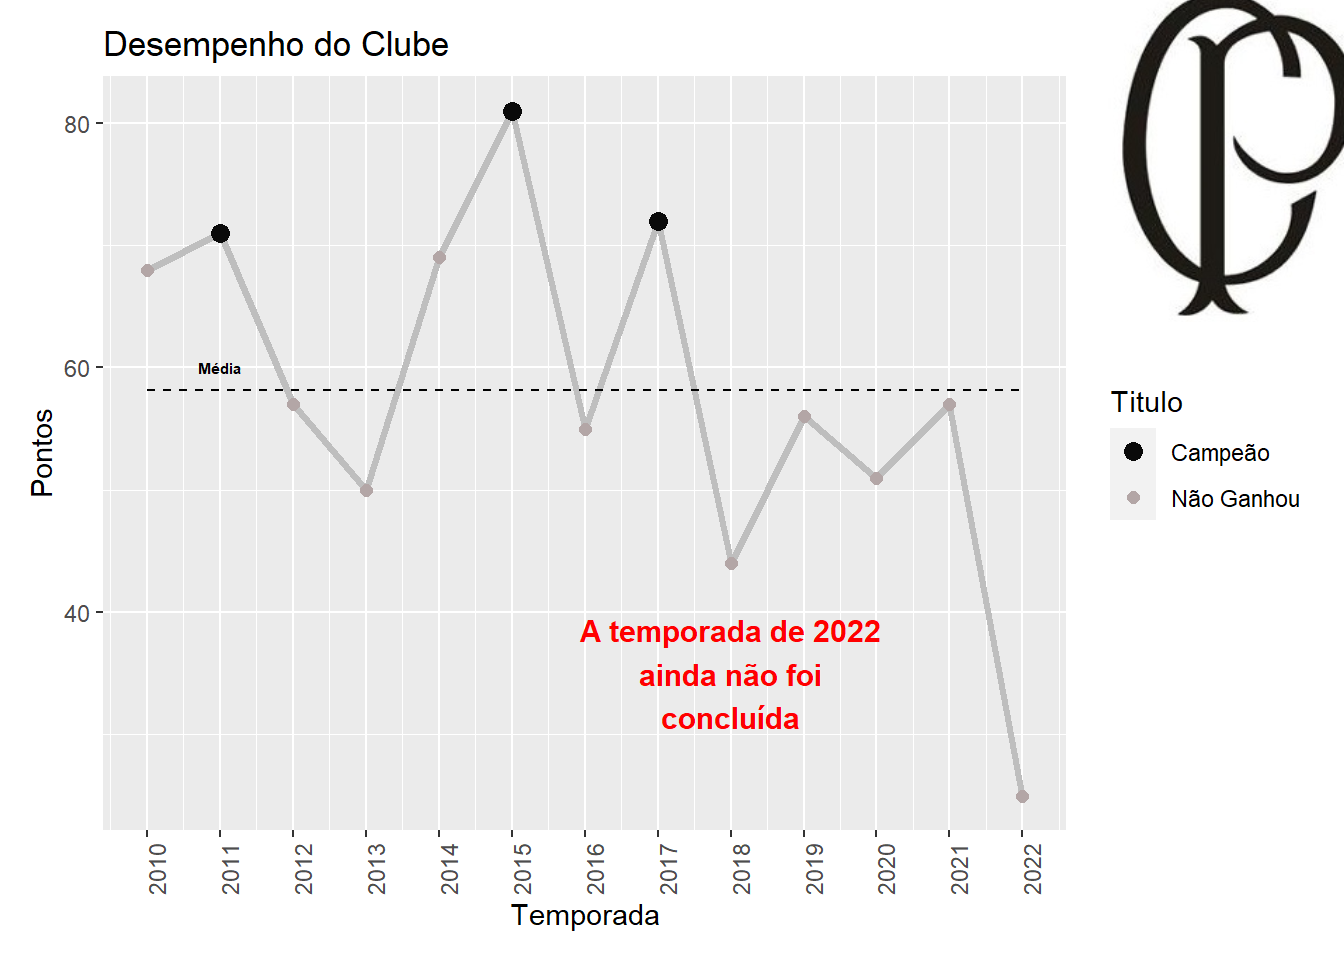 Desempenho do Clube
CP
80
60
40
Pontos
Média
A temporada de 2022
ainda não foi
concluída
2010
2011
2012
2013
2014
2015
2016
2017
2018
2019
2020
2021
2022
Temporada
Titulo
Campeão
Não Ganhou